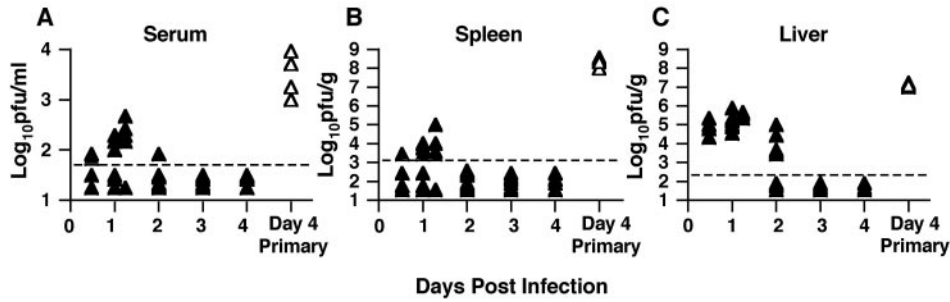 A
Serum
Log10pfu/ml
4
3
2
1
0 1 2 3 4 Day 4
Primary
B
Spleen
Log10pfu/g
9
8
7
6
5
4
3
2
1
0 1 2 3 4 Day 4
Primary
C
Liver
Log10pfu/g
9
8
7
6
5
4
3
2
1
0 1 2 3 4 Day 4
Primary
Days Post Infection